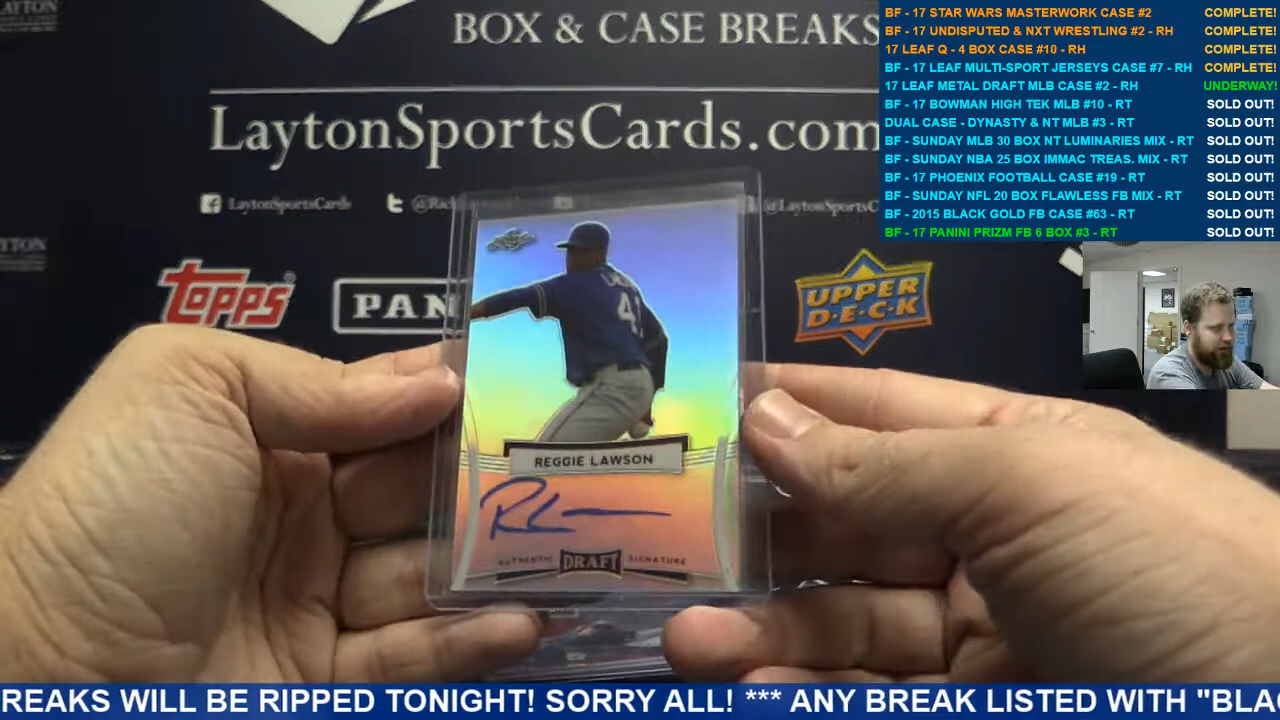 BOX & CASE BREAKS
LaytonSportsCards.com
LaytonSportsCards
@LaytonSportsC
Topps
PAN
UPPER
D·E·C·K
41
REGGIE LAWSON
AUTHENTIC DRAFT SIGNATURE
BF - 17 STAR WARS MASTERWORK CASE #2 COMPLETE!
BF - 17 UNDISPUTED & NXT WRESTLING #2 - RH COMPLETE!
17 LEAF Q - 4 BOX CASE #10 - RH COMPLETE!
BF - 17 LEAF MULTI-SPORT JERSEYS CASE #7 - RH COMPLETE!
17 LEAF METAL DRAFT MLB CASE #2 - RH UNDERWAY!
BF - 17 BOWMAN HIGH TEK MLB #10 - RT SOLD OUT!
DUAL CASE - DYNASTY & NT MLB #3 - RT SOLD OUT!
BF - SUNDAY MLB 30 BOX NT LUMINARIES MIX - RT SOLD OUT!
BF - SUNDAY NBA 25 BOX IMMAC TREAS. MIX - RT SOLD OUT!
BF - 17 PHOENIX FOOTBALL CASE #19 - RT SOLD OUT!
BF - SUNDAY NFL 20 BOX FLAWLESS FB MIX - RT SOLD OUT!
BF - 2015 BLACK GOLD FB CASE #63 - RT SOLD OUT!
BF - 17 PANINI PRIZM FB 6 BOX #3 - RT SOLD OUT!
REAKS WILL BE RIPPED TONIGHT! SORRY ALL! *** ANY BREAK LISTED WITH "BLAC